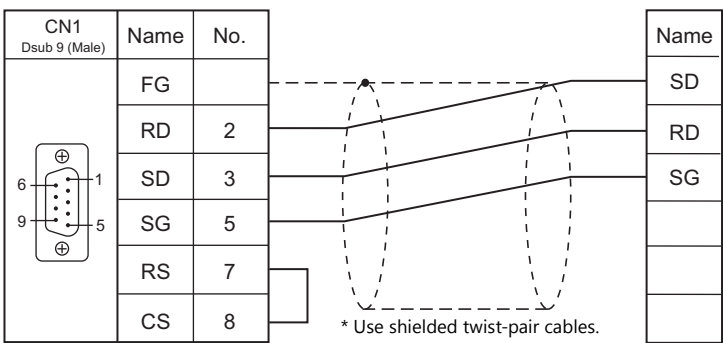 CN1
Dsub 9 (Male)
Name No.
Name
FG
SD
RD 2
RD
6 1
SD 3
SG
9 5
SG 5
RS 7
CS 8
* Use shielded twist-pair cables.